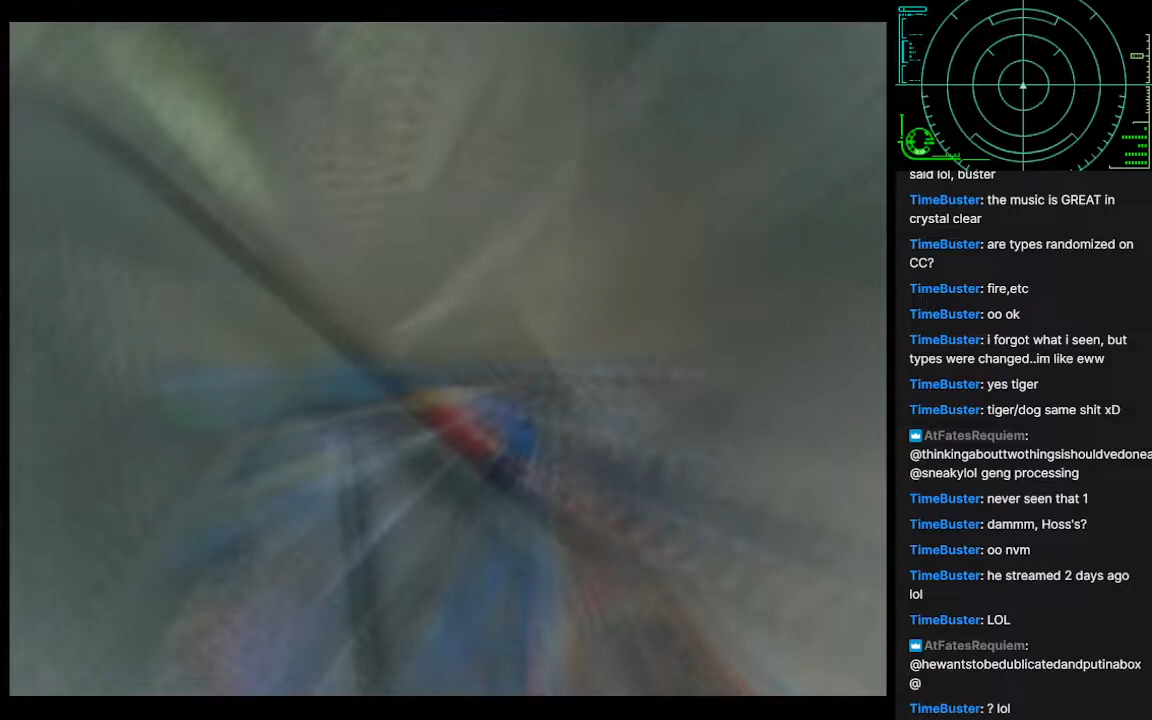 said lol, buster
TimeBuster: the music is GREAT in
crystal clear
TimeBuster: are types randomized on
CC?
TimeBuster: fire,etc
TimeBuster: oo ok
TimeBuster: i forgot what i seen, but
types were changed..im like eww
TimeBuster: yes tiger
TimeBuster: tiger/dog same shit xD
AtFatesRequiem:
@thinkingabouttwothingsishouldvedonea
@sneakylol geng processing
TimeBuster: never seen that 1
TimeBuster: dammm, Hoss's?
TimeBuster: oo nvm
TimeBuster: he streamed 2 days ago
lol
TimeBuster: LOL
AtFatesRequiem:
@hewantstobedublicatedandputinabox
@
TimeBuster: ? lol